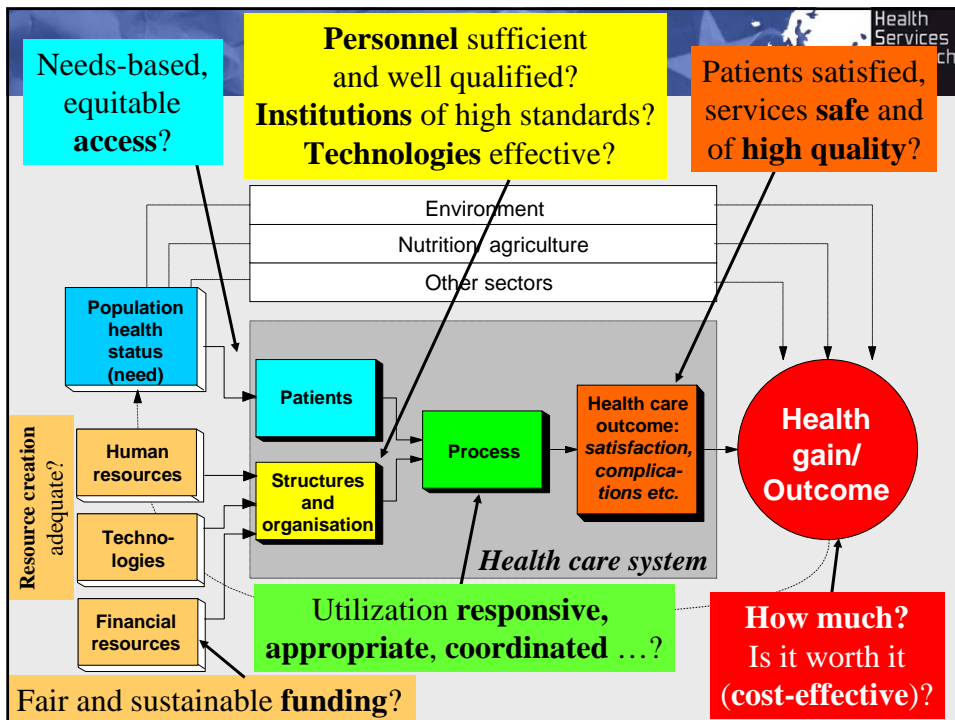 Health
Services
ch
Needs-based,
equitable
access?
Personnel sufficient
and well qualified?
Institutions of high standards?
Technologies effective?
Patients satisfied,
services safe and
of high quality?
Environment
Nutrition/ agriculture
Other sectors
Population
health
status
(need)
Patients
Process
Health care
outcome:
satisfaction,
complica-
tions etc.
Health
gain/
Outcome
Resource creation
adequate?
Human
resources
Structures
and
organisation
Techno-
logies
Health care system
Financial
resources
Utilization responsive,
appropriate, coordinated …?
How much?
Is it worth it
(cost-effective)?
Fair and sustainable funding?